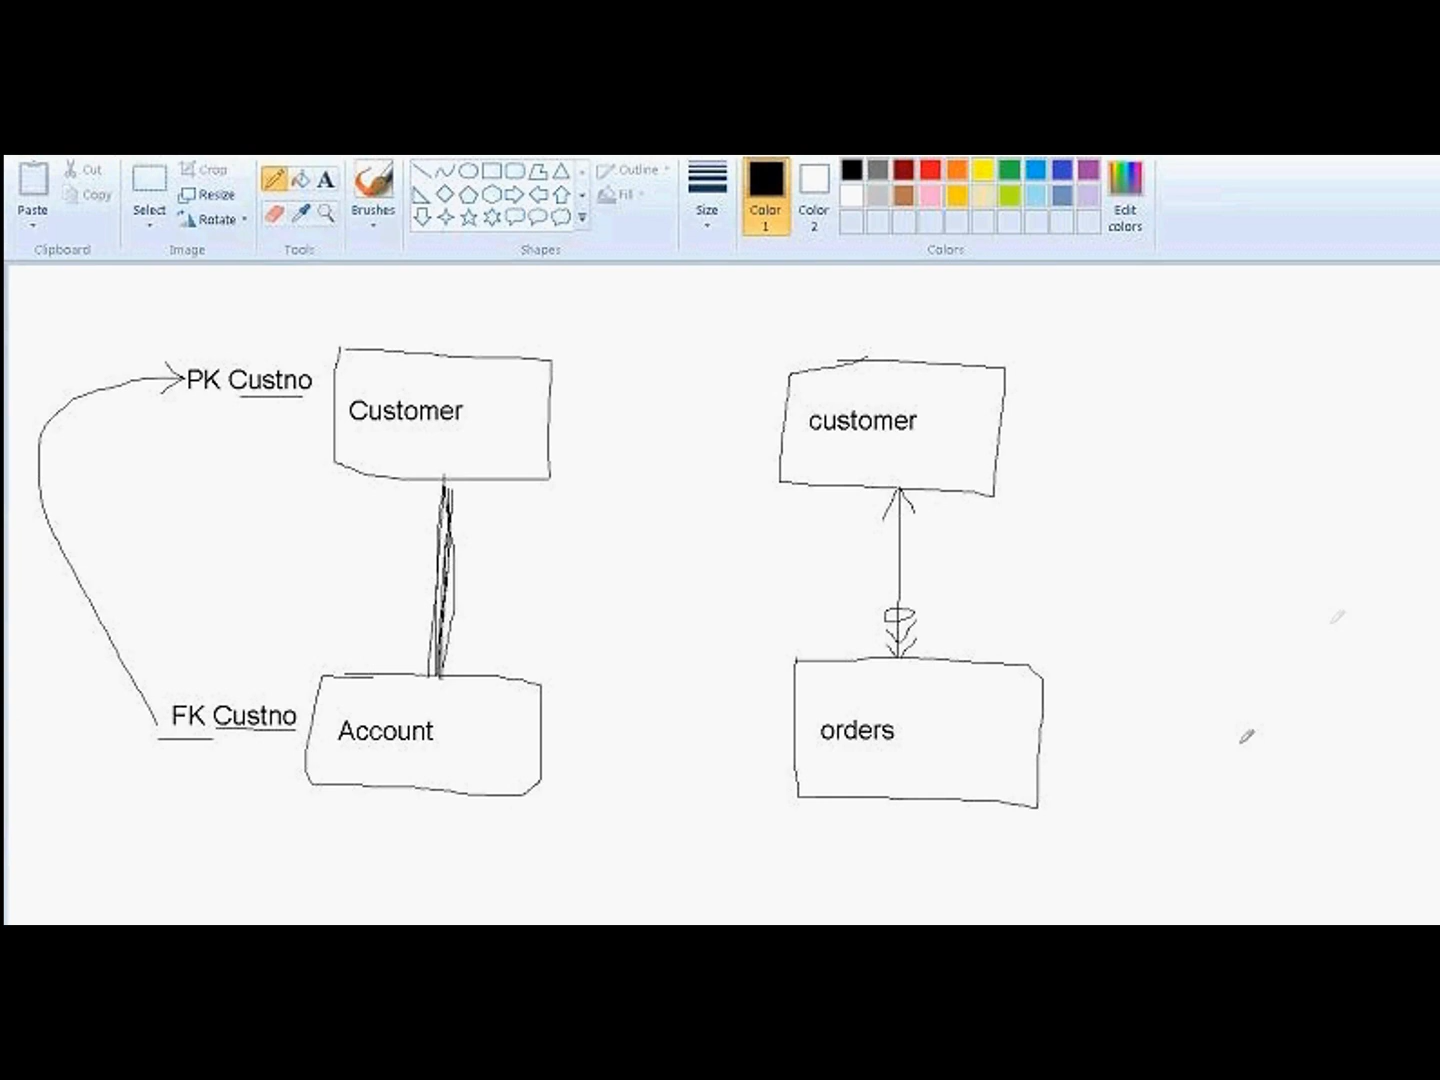 Cut
Copy
Paste
Clipboard
Select
Crop
Resize
Rotate
Image
A
Tools
Brushes
Outline
Fill
Shapes
Size
Color 1
Color 2
Edit colors
Colors
PK Custno
Customer
customer
FK Custno
Account
orders